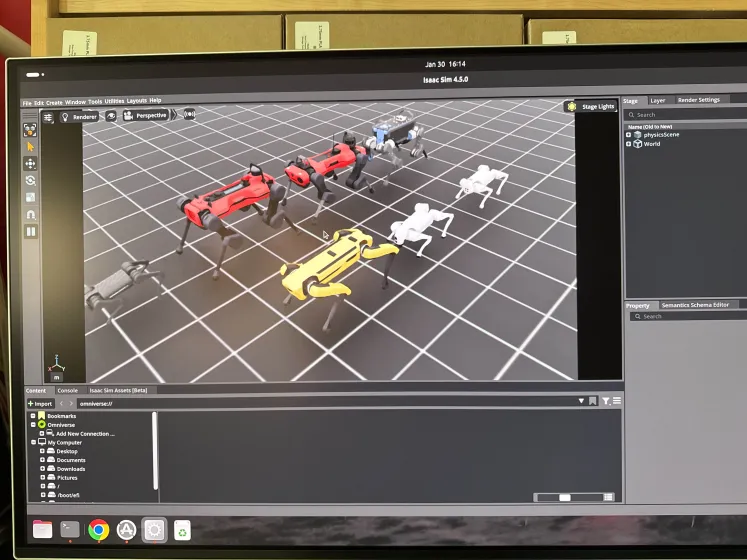 Jan 30 16:14
Isaac Sim 4.5.0
File Edit Create Window Tools Utilities Layouts Help
Renderer
Perspective
Stage Lights
Stage Layer Render Settings
Search
Name (Old to New)
physicsScene
World
Property Semantics Schema Editor
Search
m
Content Console Isaac Sim Assets [Beta]
+ Import
omniverse://
Bookmarks
Omniverse
Add New Connection ...
My Computer
Desktop
Documents
Downloads
Pictures
/
/boot/efi